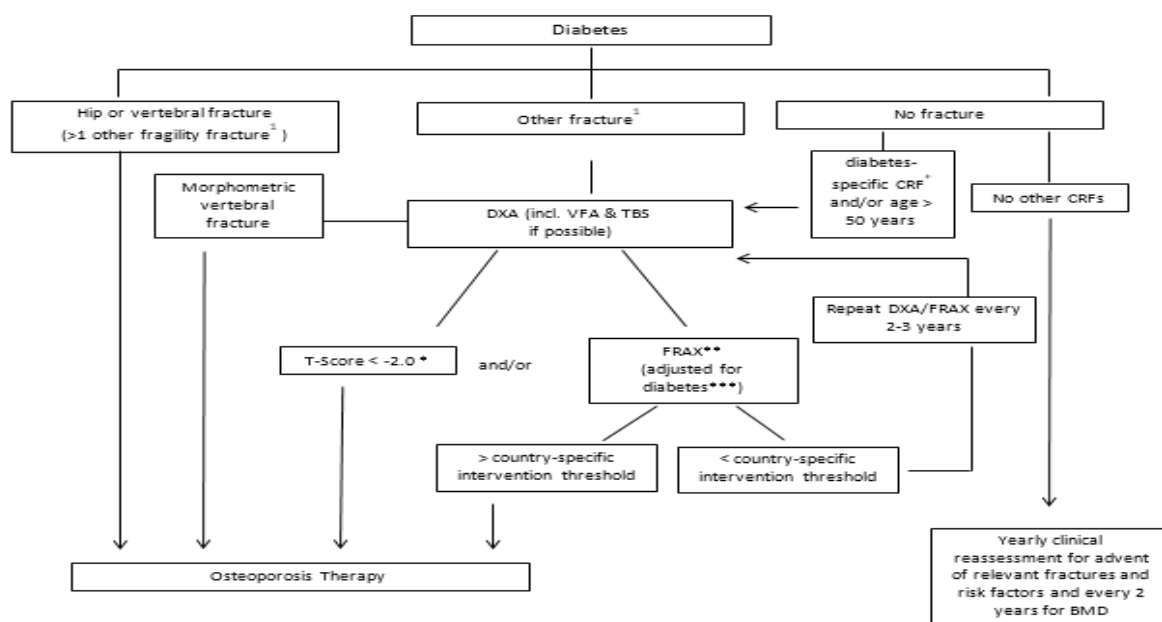 Diabetes
Hip or vertebral fracture
(>1 other fragility fracture¹ )
Other fracture¹
No fracture
Morphometric
vertebral
fracture
DXA (incl. VFA & TBS
if possible)
diabetes-
specific CRF⁺
and/or age >
50 years
No other CRFs
Repeat DXA/FRAX every
2-3 years
T-Score < -2.0 *
and/or
FRAX**
(adjusted for
diabetes***)
> country-specific
intervention threshold
< country-specific
intervention threshold
Osteoporosis Therapy
Yearly clinical
reassessment for advent
of relevant fractures and
risk factors and every 2
years for BMD